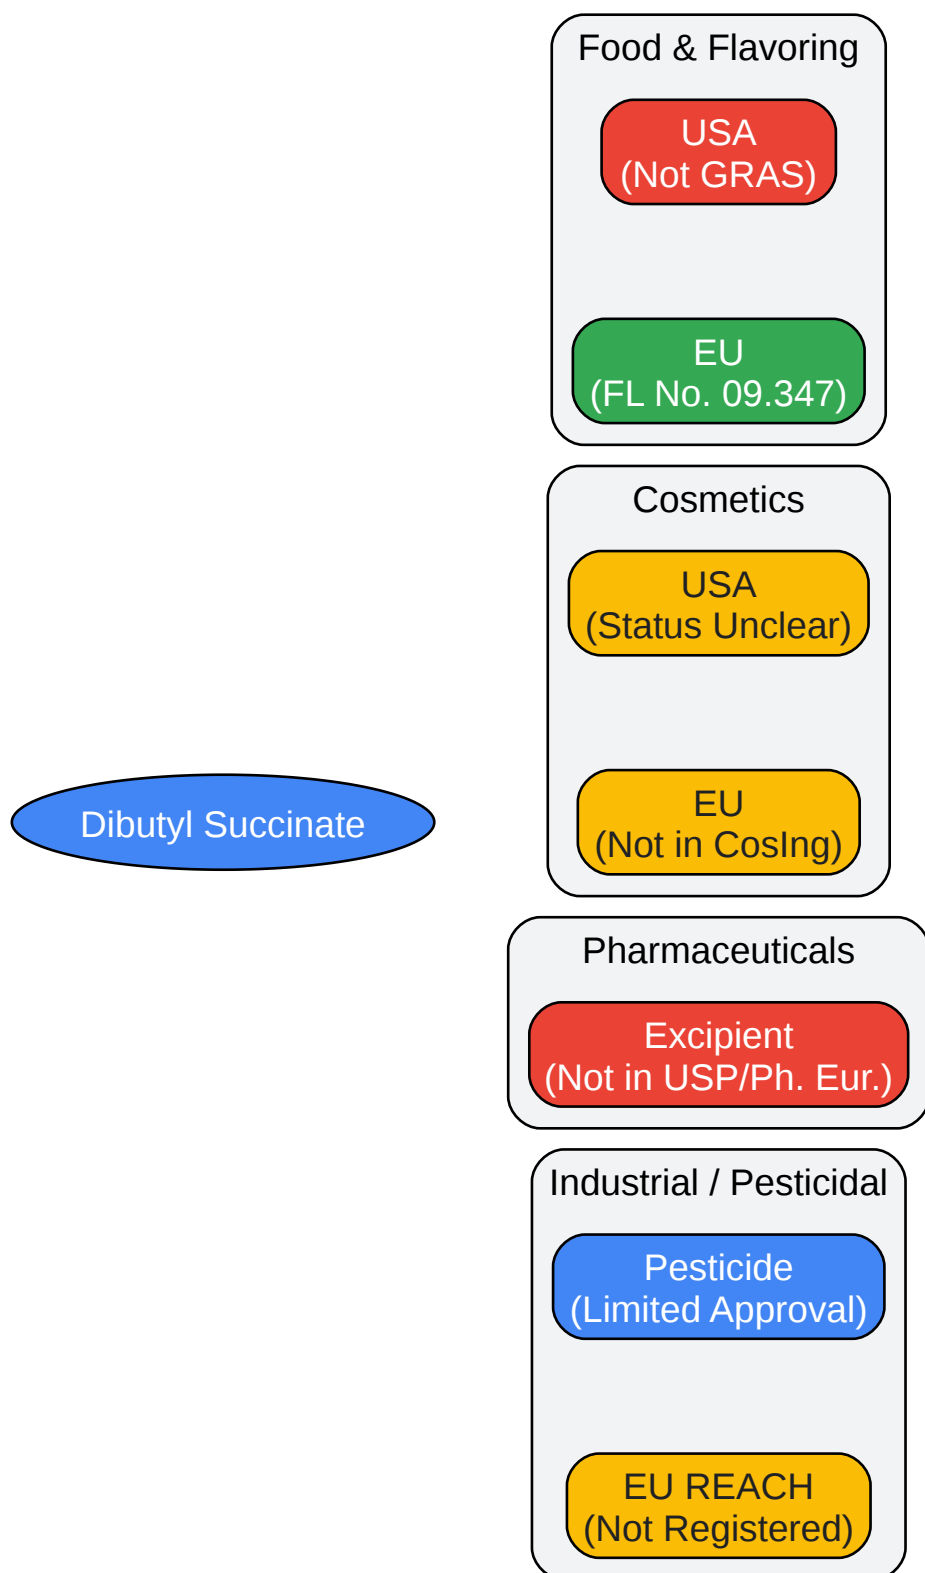 Food & Flavoring
USA
(Not GRAS)
EU
(FL No. 09.347)
Cosmetics
USA
(Status Unclear)
Dibutyl Succinate
EU
(Not in CosIng)
Pharmaceuticals
Excipient
(Not in USP/Ph. Eur.)
Industrial / Pesticidal
Pesticide
(Limited Approval)
EU REACH
(Not Registered)